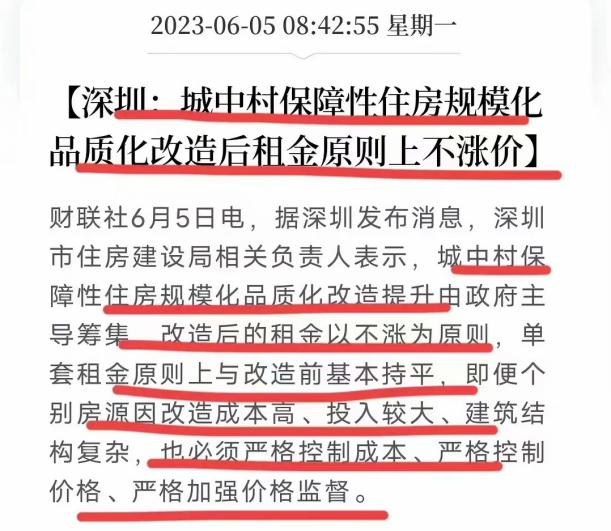 2023-06-05 08:42:55 星期一
【深圳：城中村保障性住房规模化
品质化改造后租金原则上不涨价】
财联社6月5日电，据深圳发布消息，深圳
市住房建设局相关负责人表示，城中村保
障性住房规模化品质化改造提升由政府主
导筹集，改造后的租金以不涨为原则，单
套租金原则上与改造前基本持平，即便个
别房源因改造成本高、投入较大、建筑结
构复杂，也必须严格控制成本、严格控制
价格、严格加强价格监督。